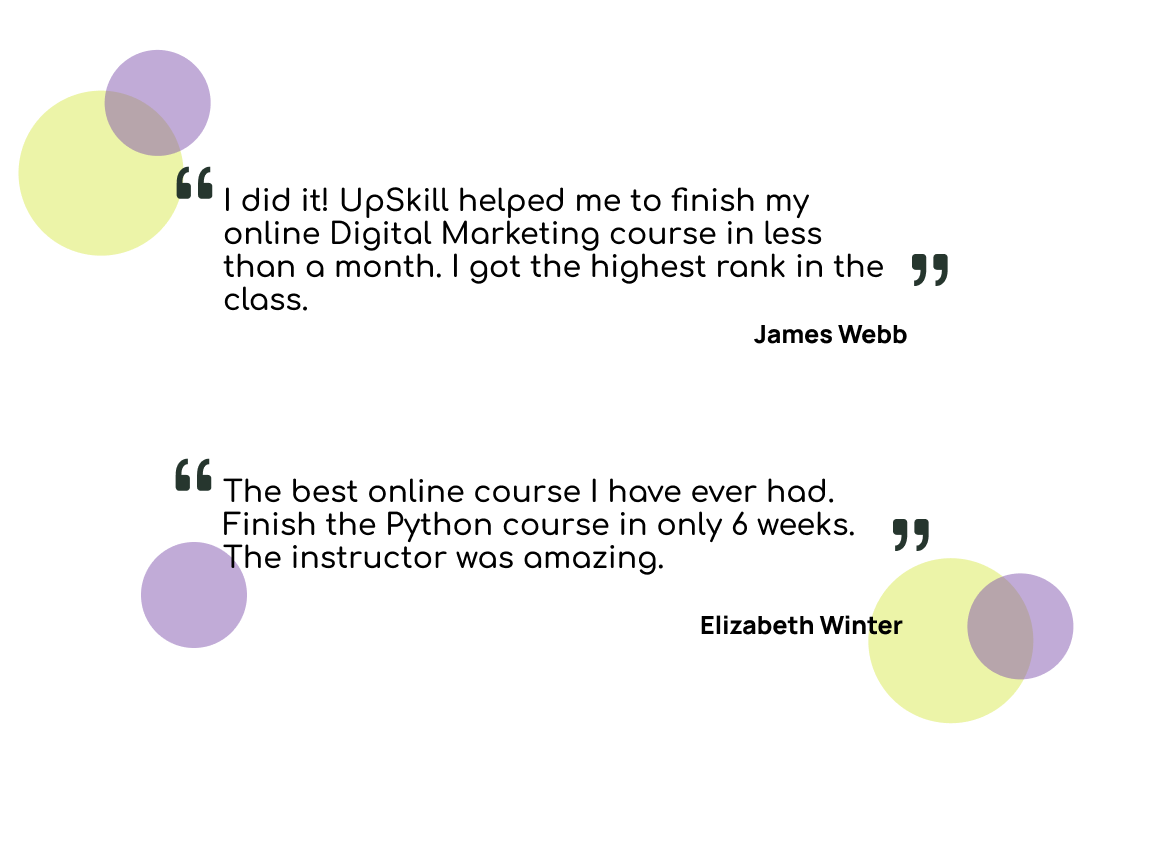 “ I did it! UpSkill helped me to finish my
online Digital Marketing course in less
than a month. I got the highest rank in the ”
class.
James Webb
“ The best online course I have ever had.
Finish the Python course in only 6 weeks. ”
The instructor was amazing.
Elizabeth Winter